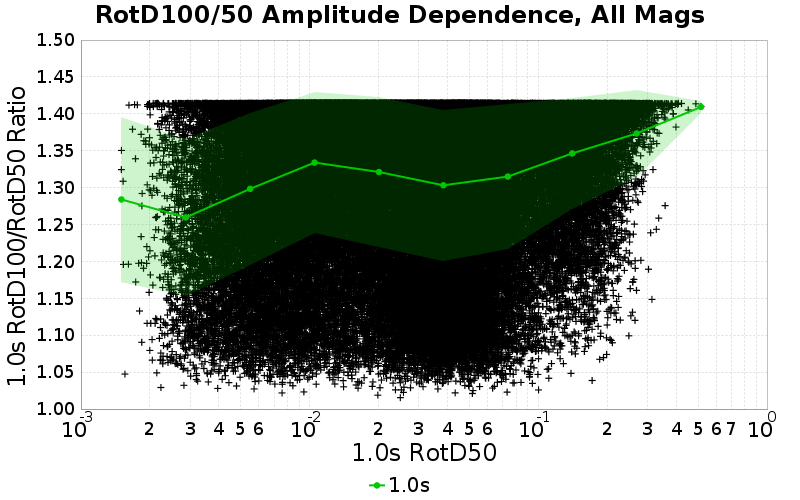 RotD100/50 Amplitude Dependence, All Mags
1.0s RotD100/RotD50 Ratio
1.50
1.45
1.40
1.35
1.30
1.25
1.20
1.15
1.10
1.05
1.00
10-3 2 3 4 5 6 10-2 2 3 4 5 6 10-1 2 3 4 5 6 7 100
1.0s RotD50
1.0s